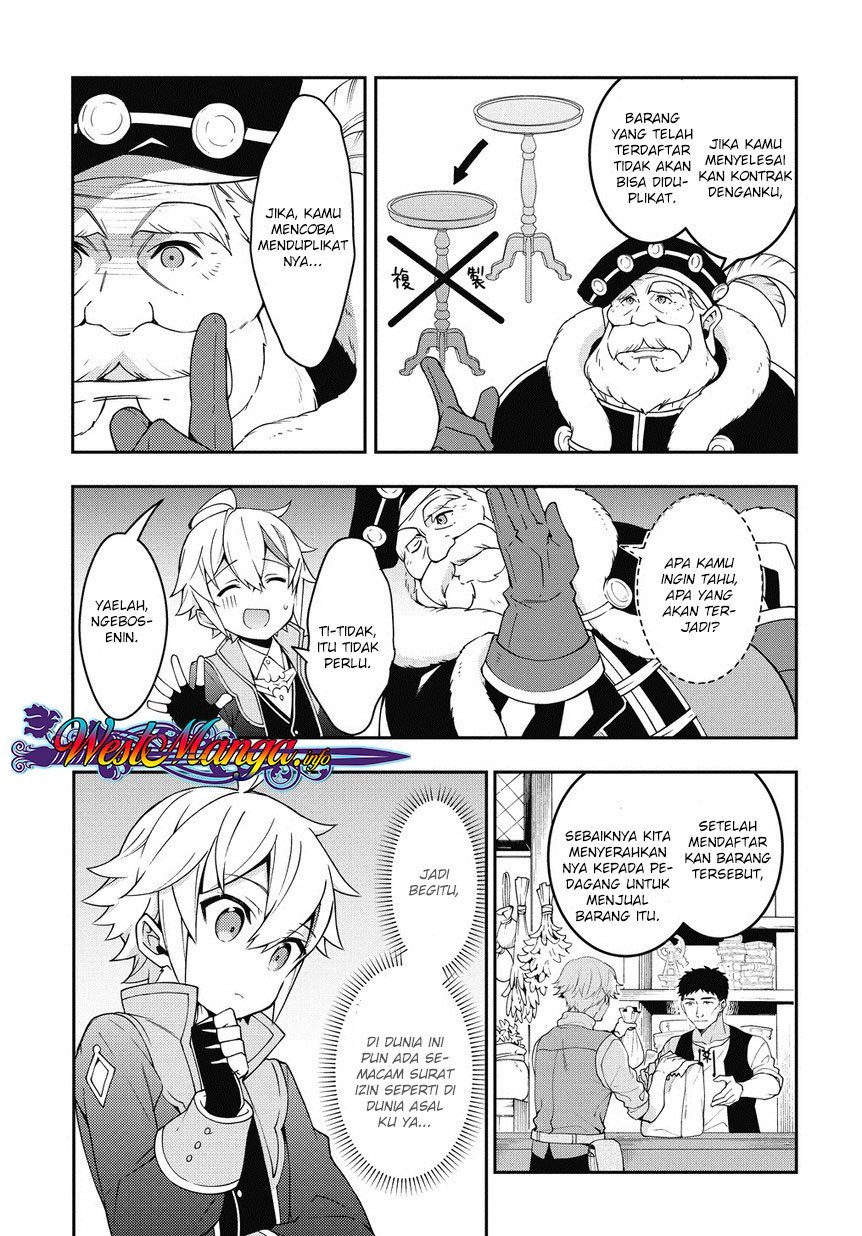 JIKA KAMU
MENYELESAI
KAN KONTRAK
DENGANKU,
BARANG
YANG TELAH
TERDAFTAR
TIDAK AKAN
BISA DIDU-
PLIKAT.
複製
JIKA, KAMU
MENCOBA
MENDUPLIKAT
NYA...
APA KAMU
INGIN TAHU,
APA YANG
AKAN TER-
JADI?
TI-TIDAK,
ITU TIDAK
PERLU.
YAELAH,
NGEBOS-
ENIN.
WestManga.info
SETELAH
MENDAFTAR
KAN BARANG
TERSEBUT,
SEBAIKNYA KITA
MENYERAHKAN
NYA KEPADA PE-
DAGANG UNTUK
MENJUAL
BARANG ITU.
JADI
BEGITU,
DI DUNIA INI
PUN ADA SE-
MACAM SURAT
IZIN SEPERTI DI
DUNIA ASAL
KU YA...